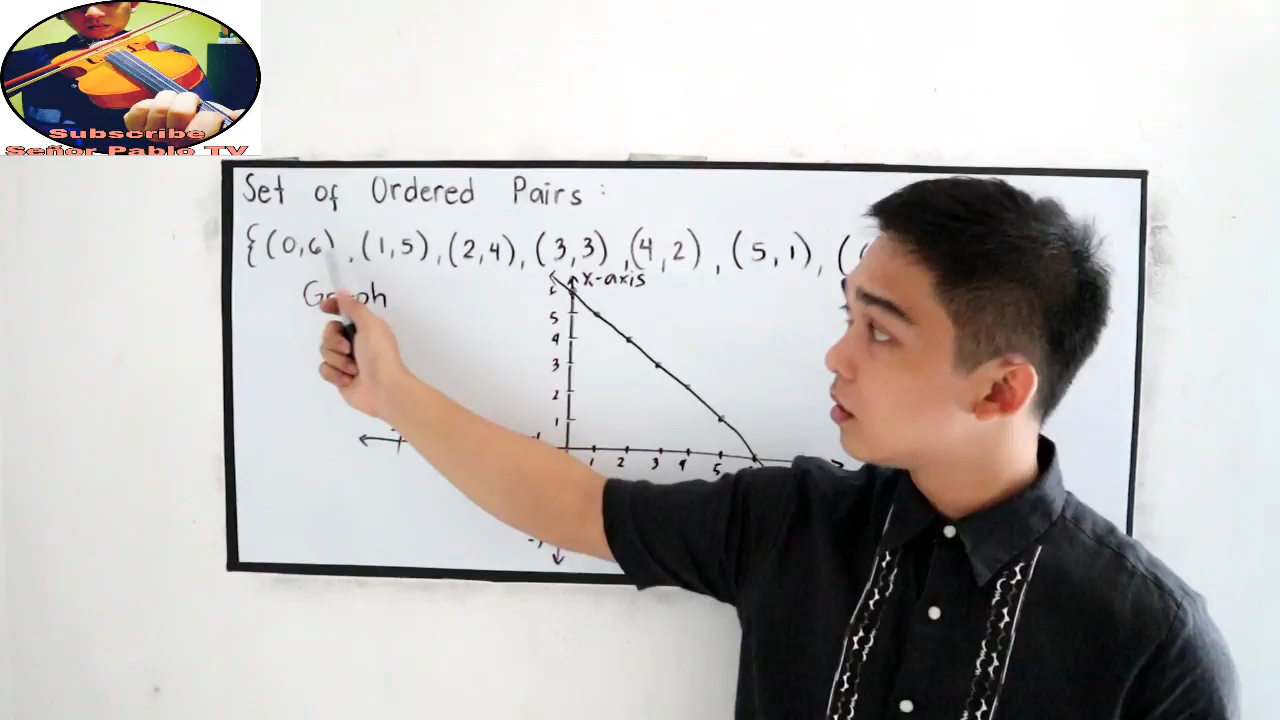 Subscribe
Señor Pablo TV
Set of Ordered Pairs :
{(0,6), (1,5), (2,4), (3,3), (4,2), (5,1), (
Graph
x-axis
5
4
3
2
1
1 2 3 4 5